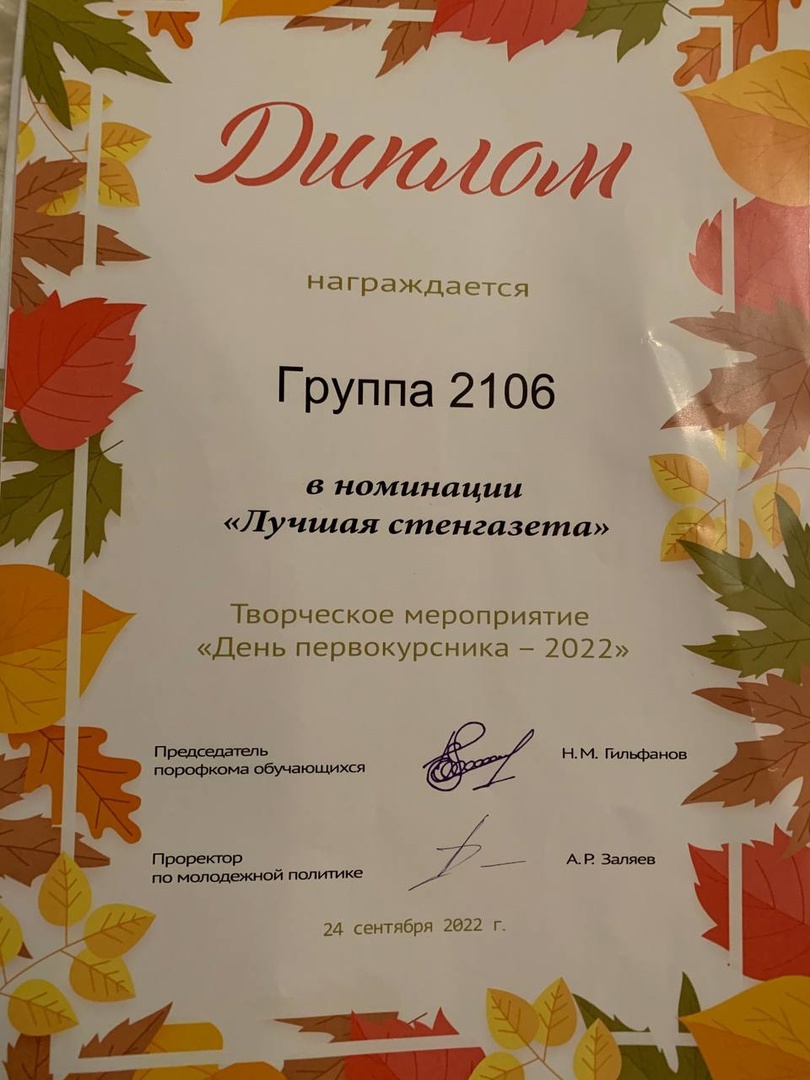 Диплом
награждается
Группа 2106
в номинации
«Лучшая стенгазета»
Творческое мероприятие
«День первокурсника – 2022»
Председатель
порофкома обучающихся
Н.М. Гильфанов
Проректор
по молодежной политике
А.Р. Заляев
24 сентября 2022 г.